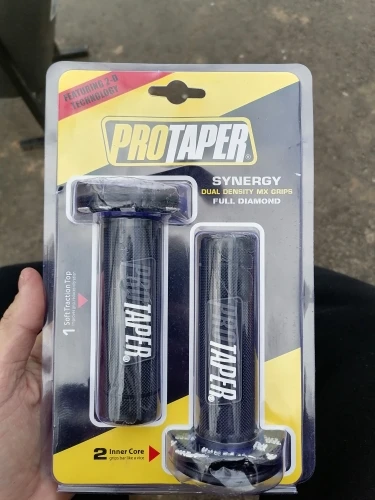 FEATURING 2-D
TECHNOLOGY
PROTAPER
SYNERGY
DUAL DENSITY MX GRIPS
FULL DIAMOND
1 Soft Traction Top
PROTAPER
PROTAPER
2 Inner Core